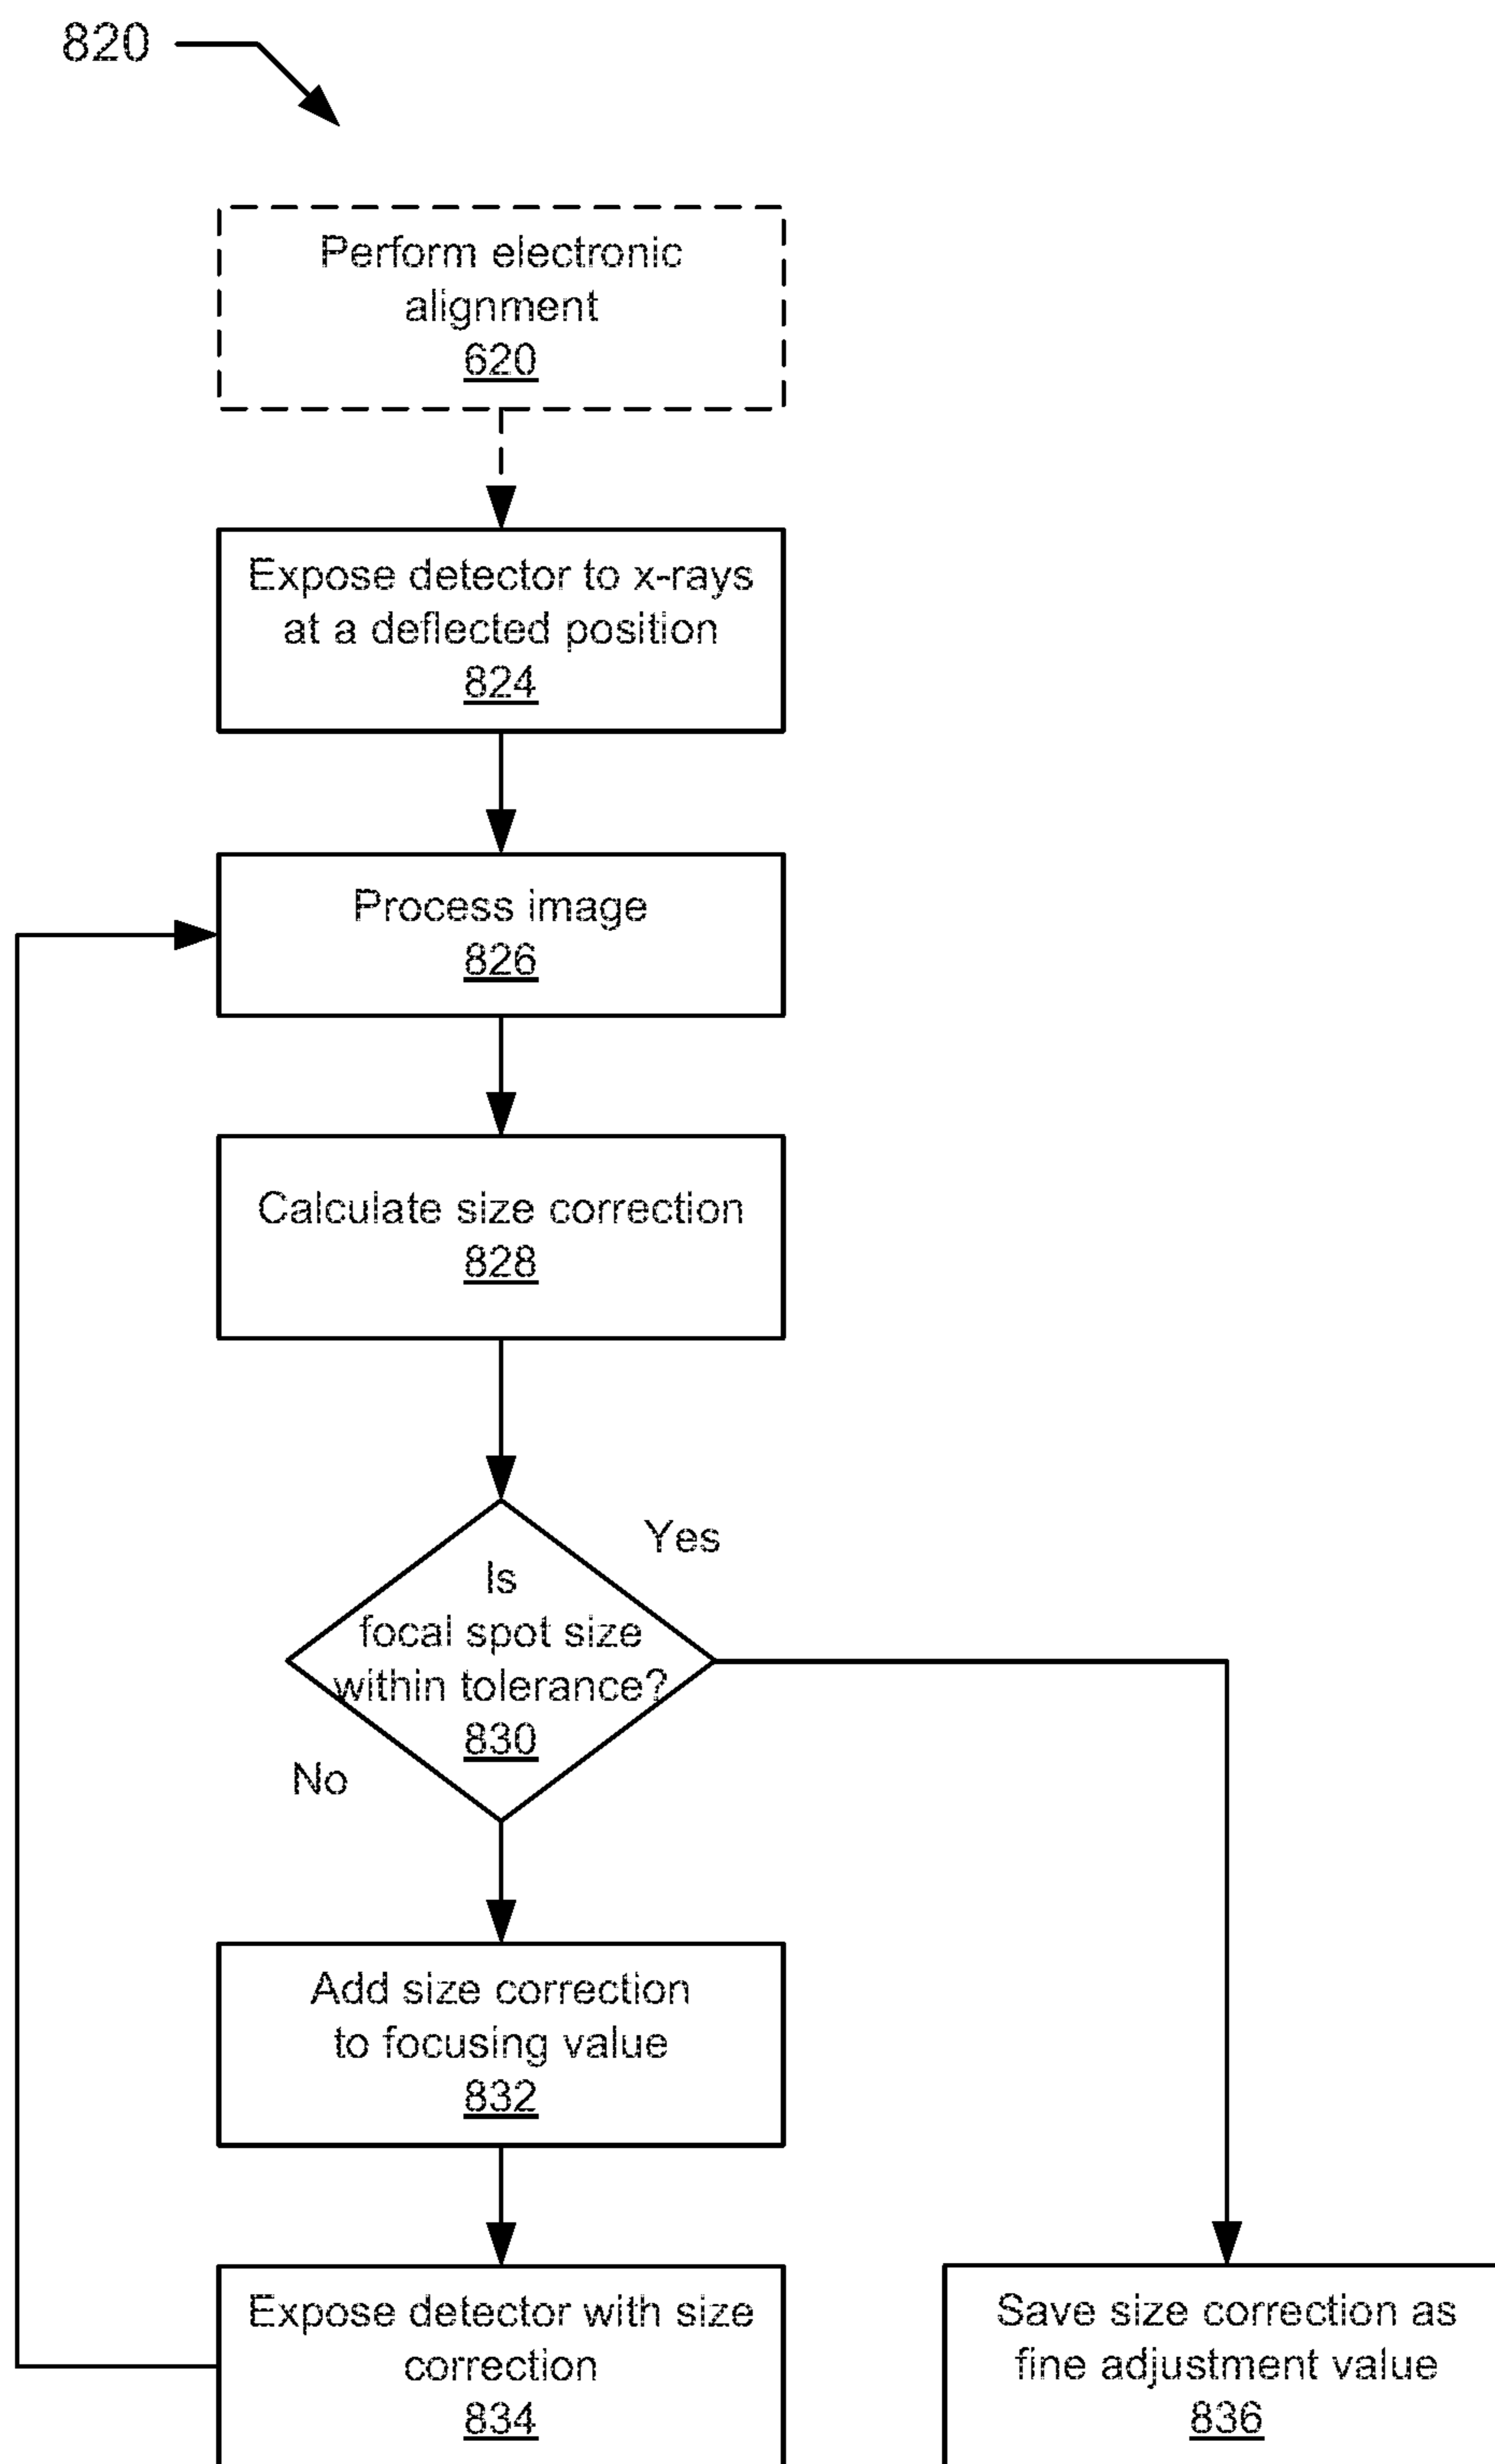 820
Perform electronic
alignment
620
Expose detector to x-rays
at a deflected position
824
Process image
826
Calculate size correction
828
Yes
Is
focal spot size
within tolerance?
830
No
Add size correction
to focusing value
832
Expose detector with size
correction
834
Save size correction as
fine adjustment value
836